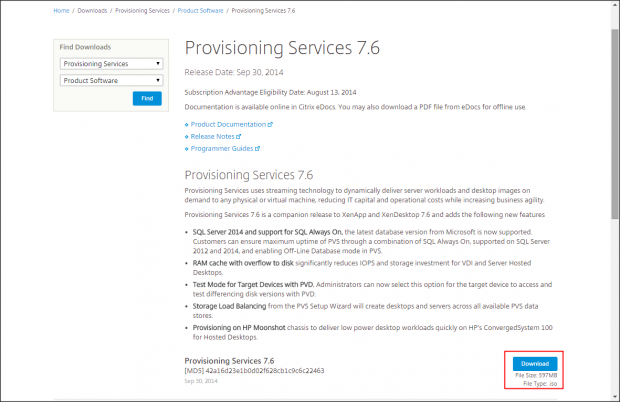 Home / Downloads / Provisioning Services / Product Software / Provisioning Services 7.6
Find Downloads
Provisioning Services
Product Software
Find
Provisioning Services 7.6
Release Date: Sep 30, 2014
Subscription Advantage Eligibility Date: August 13, 2014
Documentation is available online in Citrix eDocs. You may also download a PDF file from eDocs for offline use.
Product Documentation
Release Notes
Programmer Guides
Provisioning Services 7.6
Provisioning Services uses streaming technology to dynamically deliver server workloads and desktop images on
demand to any physical or virtual machine, reducing IT capital and operational costs while increasing business agility.
Provisioning Services 7.6 is a companion release to XenApp and XenDesktop 7.6 and adds the following new features
• SQL Server 2014 and support for SQL Always On, the latest database version from Microsoft is now supported.
Customers can ensure maximum uptime of PVS through a combination of SQL Always On, supported on SQL Server
2012 and 2014, and enabling Off-Line Database mode in PVS.
• RAM cache with overflow to disk significantly reduces IOPS and storage investment for VDI and Server Hosted
Desktops.
• Test Mode for Target Devices with PVD. Administrators can now select this option for the target device to access and
test differencing disk versions with PVD.
• Storage Load Balancing from the PVS Setup Wizard will create desktops and servers across all available PVS data
stores.
• Provisioning on HP Moonshot chassis to deliver low power desktop workloads quickly on HP's ConvergedSystem 100
for Hosted Desktops.
Provisioning Services 7.6
[MD5] 42a16d23e1b0d02f628cb1c9c6c22463
Sep 30, 2014
Download
File Size: 597MB
File Type: iso